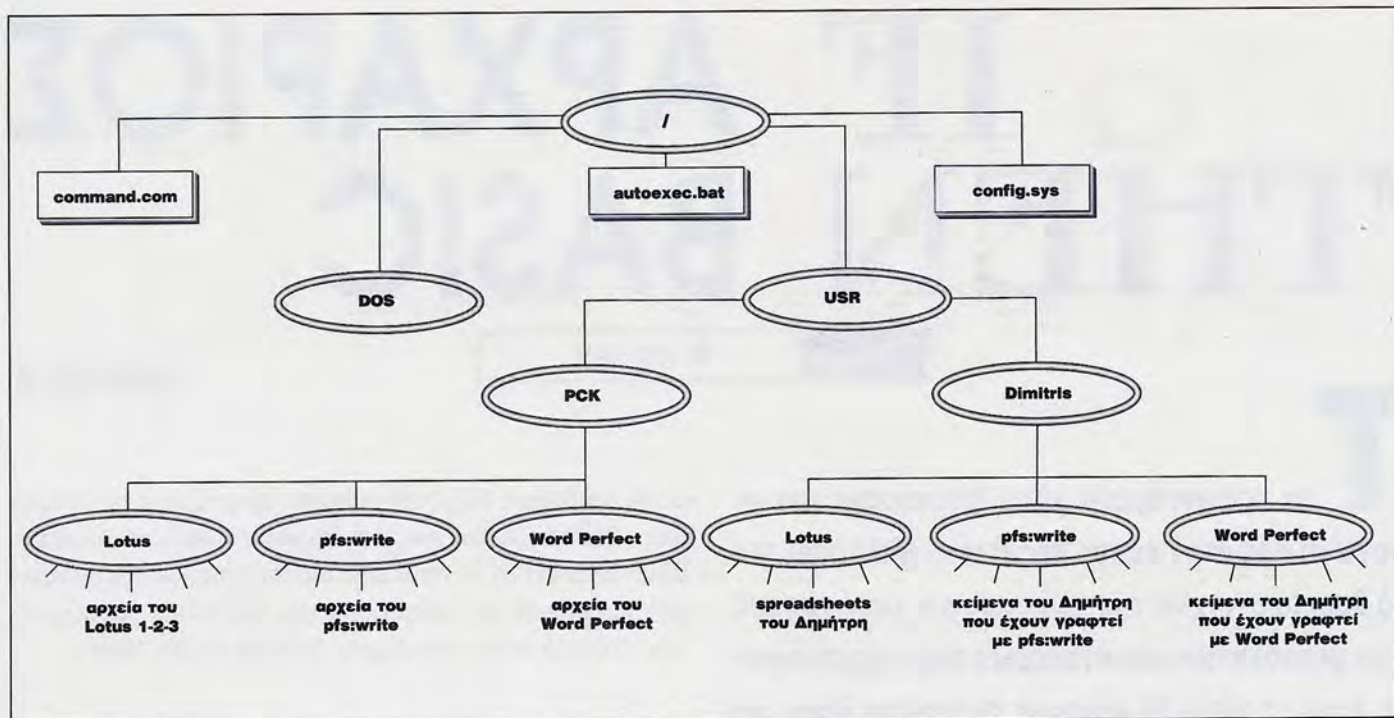 /
command.com
autoexec.bat
config.sys
DOS
USR
PCK
Dimitris
Lotus
pfs:write
Word Perfect
Lotus
pfs:write
Word Perfect
αρχεία του
Lotus 1-2-3
αρχεία του
pfs:write
αρχεία του
Word Perfect
spreadsheets
του Δημήτρη
κείμενα του Δημήτρη
που έχουν γραφτεί
με pfs:write
κείμενα του Δημήτρη
που έχουν γραφτεί
με Word Perfect